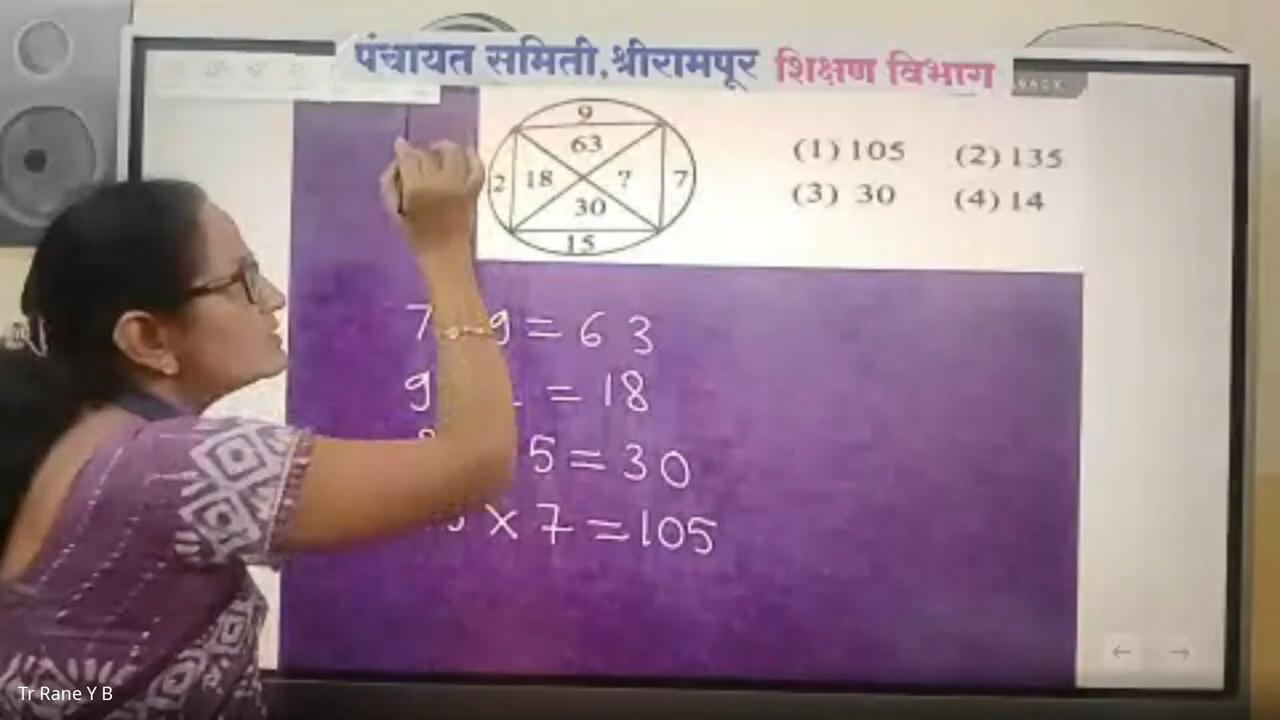 पंचायत समिती,श्रीरामपूर शिक्षण विभाग
BACK
9
63
2 18 ? 7
30
15
(1) 105 (2) 135
(3) 30 (4) 14
7 9 = 63
9 = 18
5 = 30
× 7 = 105
Tr Rane Y B